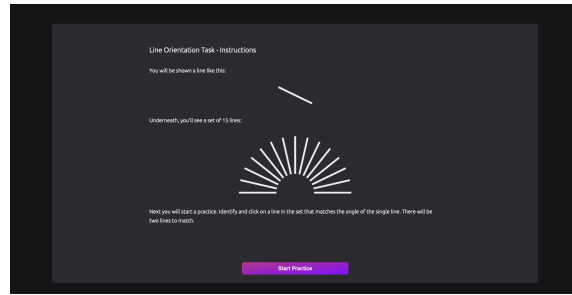 Line Orientation Task - Instructions
You will be shown a line like this:
Underneath, you'll see a set of 15 lines:
Next you will start a practice. Identify and click on a line in the set that matches the angle of the single line. There will be
two lines to match.
Start Practice